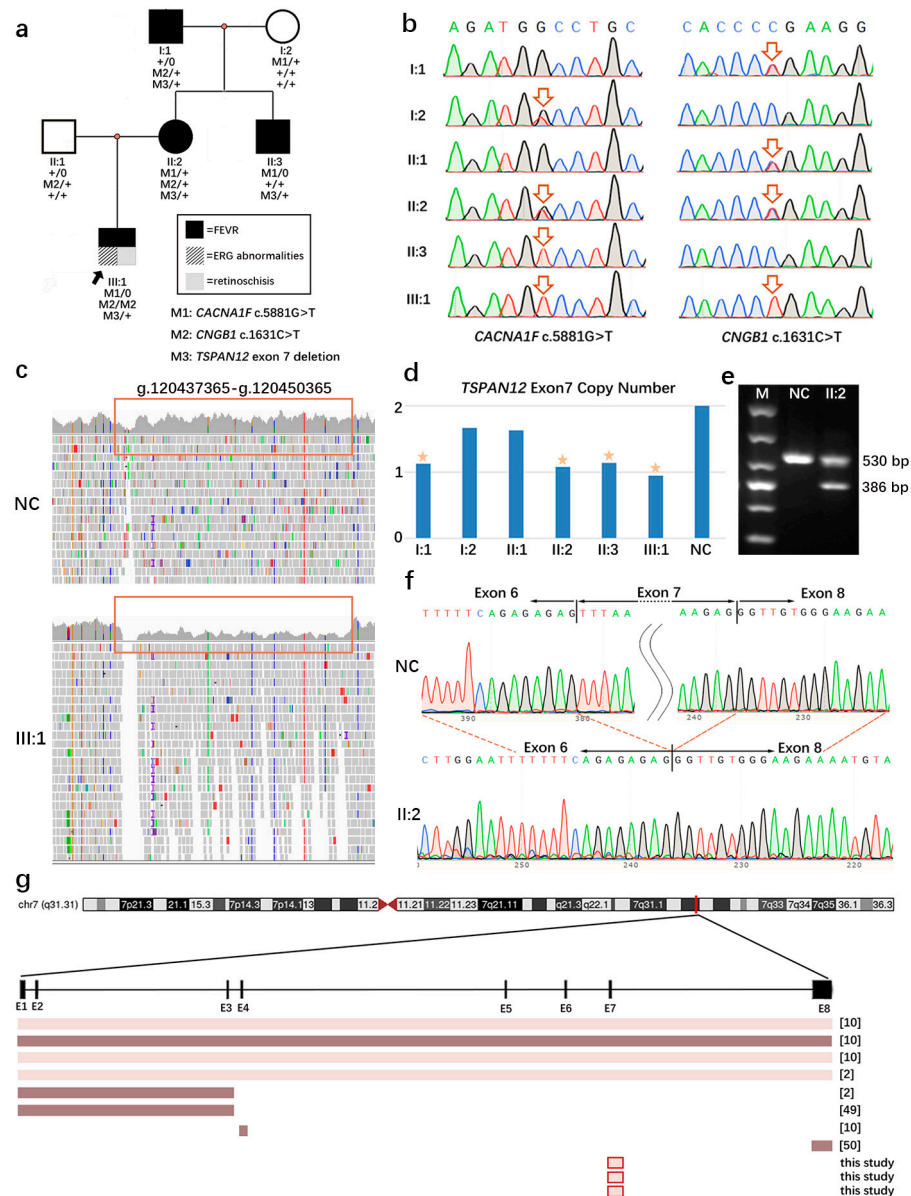 a
I:1
+/0
M2/+
M3/+
I:2
M1/+
+/+
+/+
II:1
+/0
M2/+
+/+
II:2
M1/+
M2/+
M3/+
II:3
M1/0
+/+
M3/+
III:1
M1/0
M2/M2
M3/+
=FEVR
=ERG abnormalities
=retinoschisis
M1: CACNA1F c.5881G>T
M2: CNGB1 c.1631C>T
M3: TSPAN12 exon 7 deletion
b
A G A T G G C C T G C
C A C C C C G A A G G
I:1
I:2
II:1
II:2
II:3
III:1
CACNA1F c.5881G>T
CNGB1 c.1631C>T
c
g.120437365-g.120450365
NC
III:1
d
TSPAN12 Exon7 Copy Number
2
1
0
I:1 I:2 II:1 II:2 II:3 III:1 NC
e
M NC II:2
530 bp
386 bp
f
Exon 6 Exon 7 Exon 8
T T T T T C A G A G A G A G T T T A A
A A G A G G G T T G T G G G A A G A A
NC
390 380 240 230
Exon 6 Exon 8
C T T G G A A T T T T T T T C A G A G A G A G G G T T G T G G G A A G A A A A T G T A
II:2
250 240 230 220
g
chr7 (q31.31) 7p21.3 21.1 15.3 7p14.3 7p14.1 13 11.2 11.21 11.22 11.23 7q21.11 q21.3 q22.1 7q31.1 7q33 7q34 7q35 36.1 36.3
E1 E2 E3 E4 E5 E6 E7 E8
[10]
[10]
[10]
[2]
[2]
[49]
[10]
[50]
this study
this study
this study